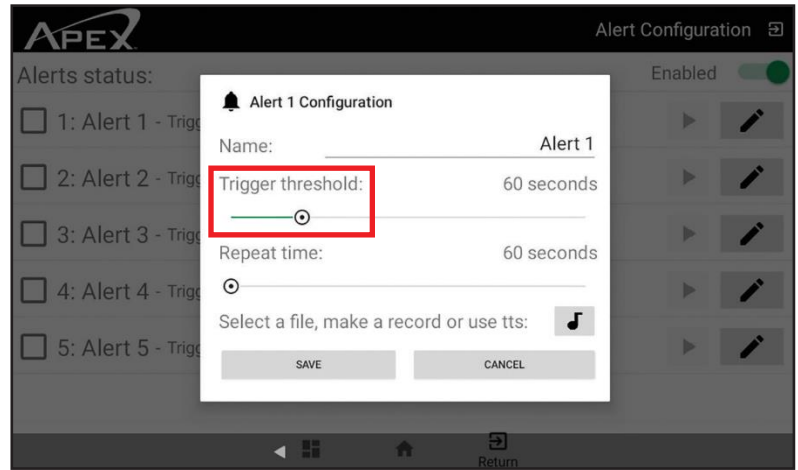 APEX
Alert Configuration
Alerts status:
Enabled
Alert 1 Configuration
1: Alert 1 - Trigg
Name: Alert 1
2: Alert 2 - Trigg
Trigger threshold: 60 seconds
3: Alert 3 - Trigg
Repeat time: 60 seconds
4: Alert 4 - Trigg
Select a file, make a record or use tts:
5: Alert 5 - Trigg
SAVE CANCEL
Return